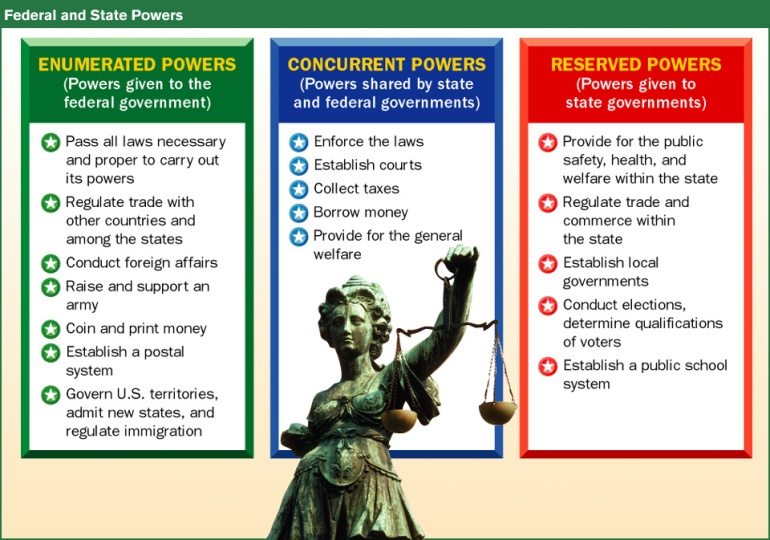 Federal and State Powers
ENUMERATED POWERS
(Powers given to the
federal government)
Pass all laws necessary
and proper to carry out
its powers
Regulate trade with
other countries and
among the states
Conduct foreign affairs
Raise and support an
army
Coin and print money
Establish a postal
system
Govern U.S. territories,
admit new states, and
regulate immigration
CONCURRENT POWERS
(Powers shared by state
and federal governments)
Enforce the laws
Establish courts
Collect taxes
Borrow money
Provide for the general
welfare
RESERVED POWERS
(Powers given to
state governments)
Provide for the public
safety, health, and
welfare within the state
Regulate trade and
commerce within
the state
Establish local
governments
Conduct elections,
determine qualifications
of voters
Establish a public school
system